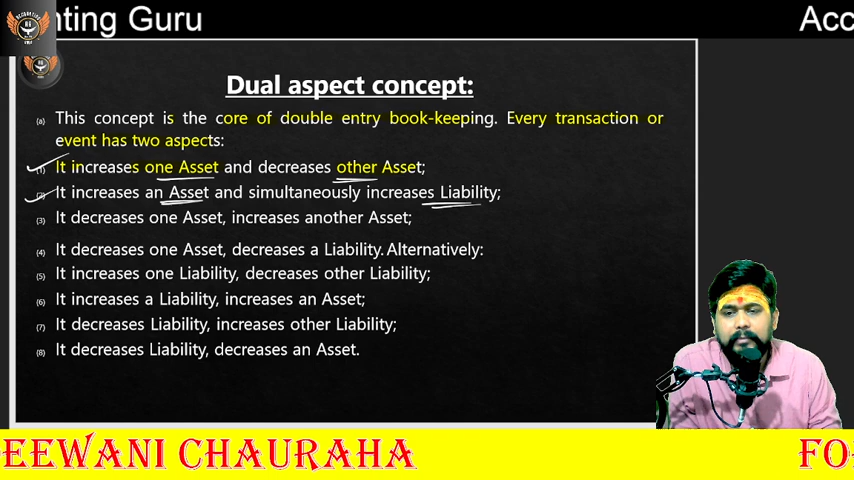 nting Guru
Acc
Dual aspect concept:
(a) This concept is the core of double entry book-keeping. Every transaction or
event has two aspects:
(1) It increases one Asset and decreases other Asset;
(2) It increases an Asset and simultaneously increases Liability;
(3) It decreases one Asset, increases another Asset;
(4) It decreases one Asset, decreases a Liability. Alternatively:
(5) It increases one Liability, decreases other Liability;
(6) It increases a Liability, increases an Asset;
(7) It decreases Liability, increases other Liability;
(8) It decreases Liability, decreases an Asset.
EEWANI CHAURAHA
FO